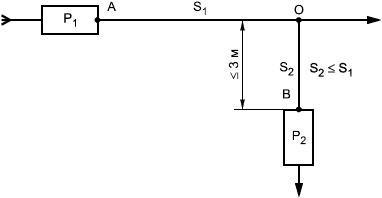 P₁
A
S₁
O
≤ 3 м
S₂
S₂ ≤ S₁
B
P₂